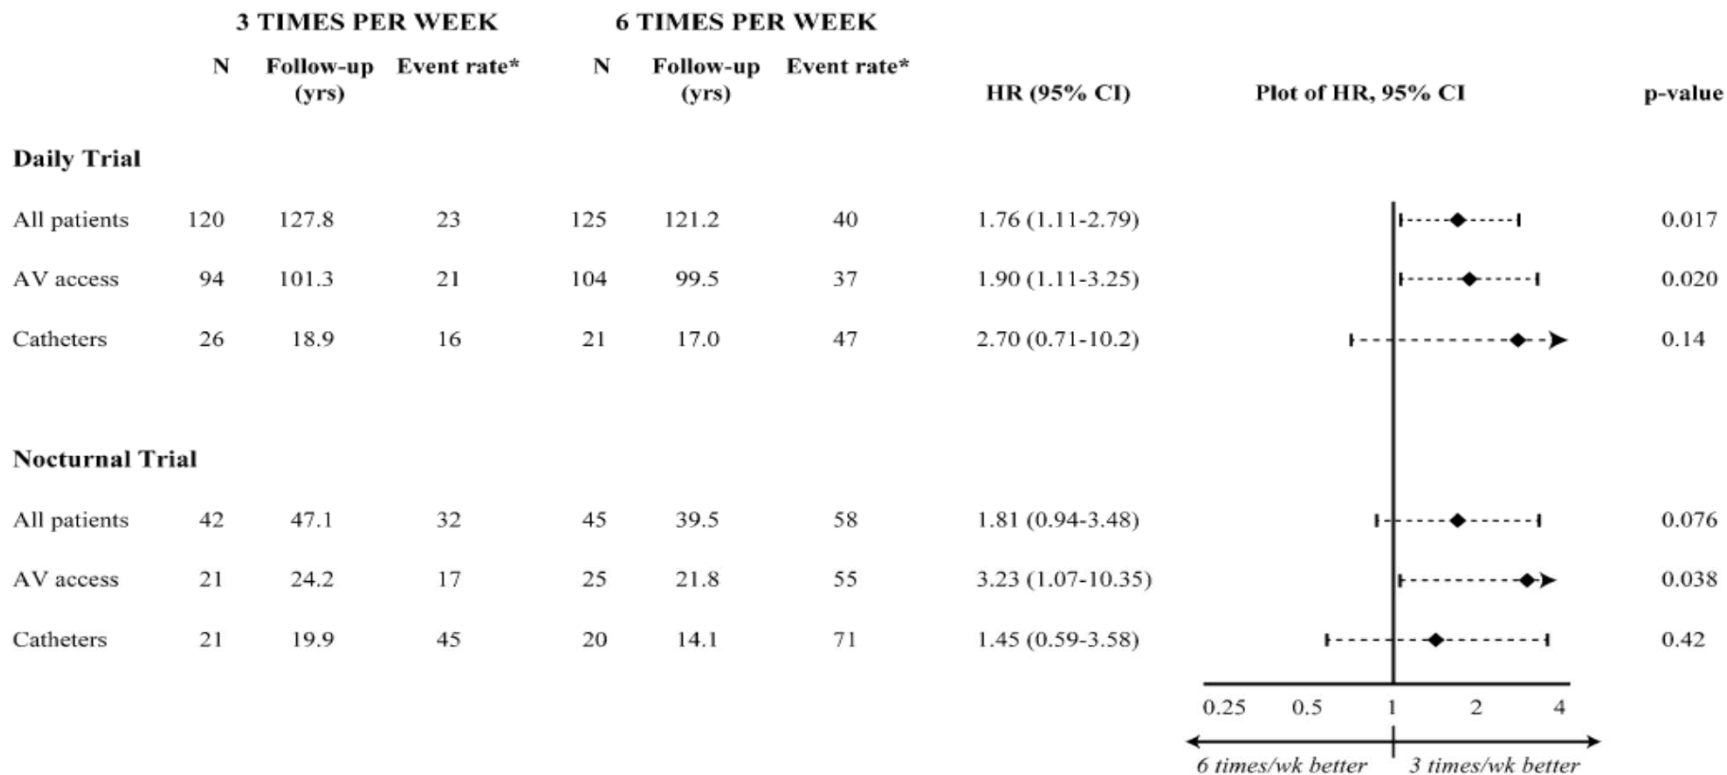 3 TIMES PER WEEK 6 TIMES PER WEEK
N Follow-up (yrs) Event rate* N Follow-up (yrs) Event rate* HR (95% CI) Plot of HR, 95% CI p-value
Daily Trial
All patients 120 127.8 23 125 121.2 40 1.76 (1.11-2.79) 0.017
AV access 94 101.3 21 104 99.5 37 1.90 (1.11-3.25) 0.020
Catheters 26 18.9 16 21 17.0 47 2.70 (0.71-10.2) 0.14
Nocturnal Trial
All patients 42 47.1 32 45 39.5 58 1.81 (0.94-3.48) 0.076
AV access 21 24.2 17 25 21.8 55 3.23 (1.07-10.35) 0.038
Catheters 21 19.9 45 20 14.1 71 1.45 (0.59-3.58) 0.42
0.25 0.5 1 2 4
6 times/wk better 3 times/wk better